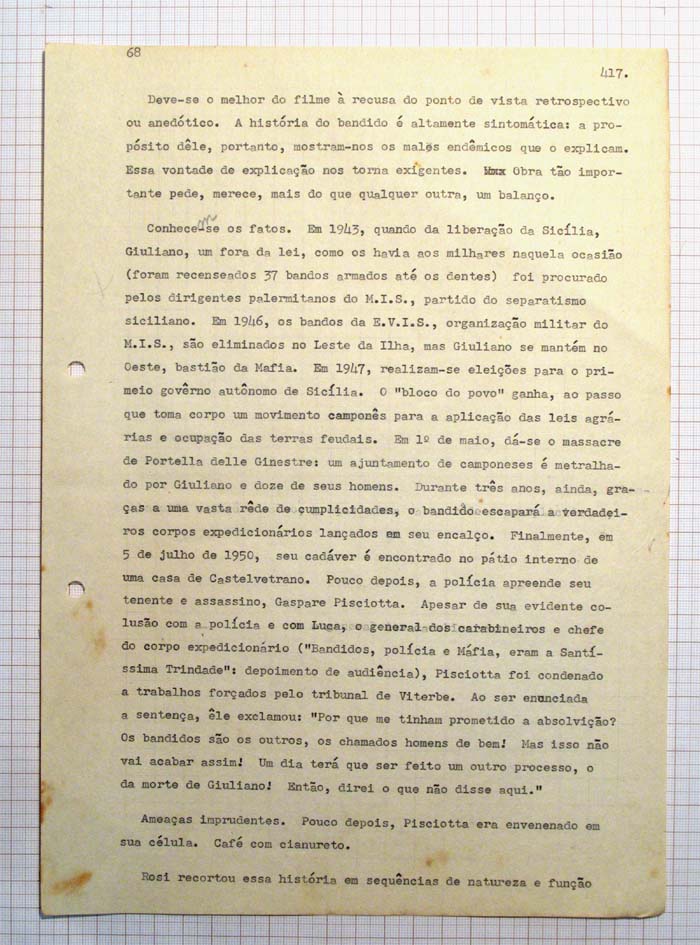 68
417.
Deve-se o melhor do filme à recusa do ponto de vista retrospectivo
ou anedótico. A história do bandido é altamente sintomática: a pro-
pósito dêle, portanto, mostram-nos os males endêmicos que o explicam.
Essa vontade de explicação nos torna exigentes. Obra tão impor-
tante pede, merece, mais do que qualquer outra, um balanço.
Conhecem-se os fatos. Em 1943, quando da liberação da Sicília,
Giuliano, um fora da lei, como os havia aos milhares naquela ocasião
(foram recenseados 37 bandos armados até os dentes) foi procurado
pelos dirigentes palermitanos do M.I.S., partido do separatismo
siciliano. Em 1946, os bandos da E.V.I.S., organização militar do
M.I.S., são eliminados no Leste da Ilha, mas Giuliano se mantém no
Oeste, bastião da Mafia. Em 1947, realizam-se eleições para o pri-
meio govêrno autônomo de Sicília. O "bloco do povo" ganha, ao passo
que toma corpo um movimento camponês para a aplicação das leis agrá-
rias e ocupação das terras feudais. Em 1º de maio, dá-se o massacre
de Portella delle Ginestre: um ajuntamento de camponeses é metralha-
do por Giuliano e doze de seus homens. Durante três anos, ainda, gra-
ças a uma vasta rêde de cumplicidades, o bandido escapará a verdadei-
ros corpos expedicionários lançados em seu encalço. Finalmente, em
5 de julho de 1950, seu cadáver é encontrado no pátio interno de
uma casa de Castelvetrano. Pouco depois, a polícia apreende seu
tenente e assassino, Gaspare Pisciotta. Apesar de sua evidente co-
lusão com a polícia e com Luca, o general dos carabineiros e chefe
do corpo expedicionário ("Bandidos, polícia e Máfia, eram a Santís-
sima Trindade": depoimento de audiência), Pisciotta foi condenado
a trabalhos forçados pelo tribunal de Viterbe. Ao ser enunciada
a sentença, êle exclamou: "Por que me tinham prometido a absolvição?
Os bandidos são os outros, os chamados homens de bem! Mas isso não
vai acabar assim! Um dia terá que ser feito um outro processo, o
da morte de Giuliano! Então, direi o que não disse aqui."
Ameaças imprudentes. Pouco depois, Pisciotta era envenenado em
sua célula. Café com cianureto.
Rosi recortou essa história em sequências de natureza e função